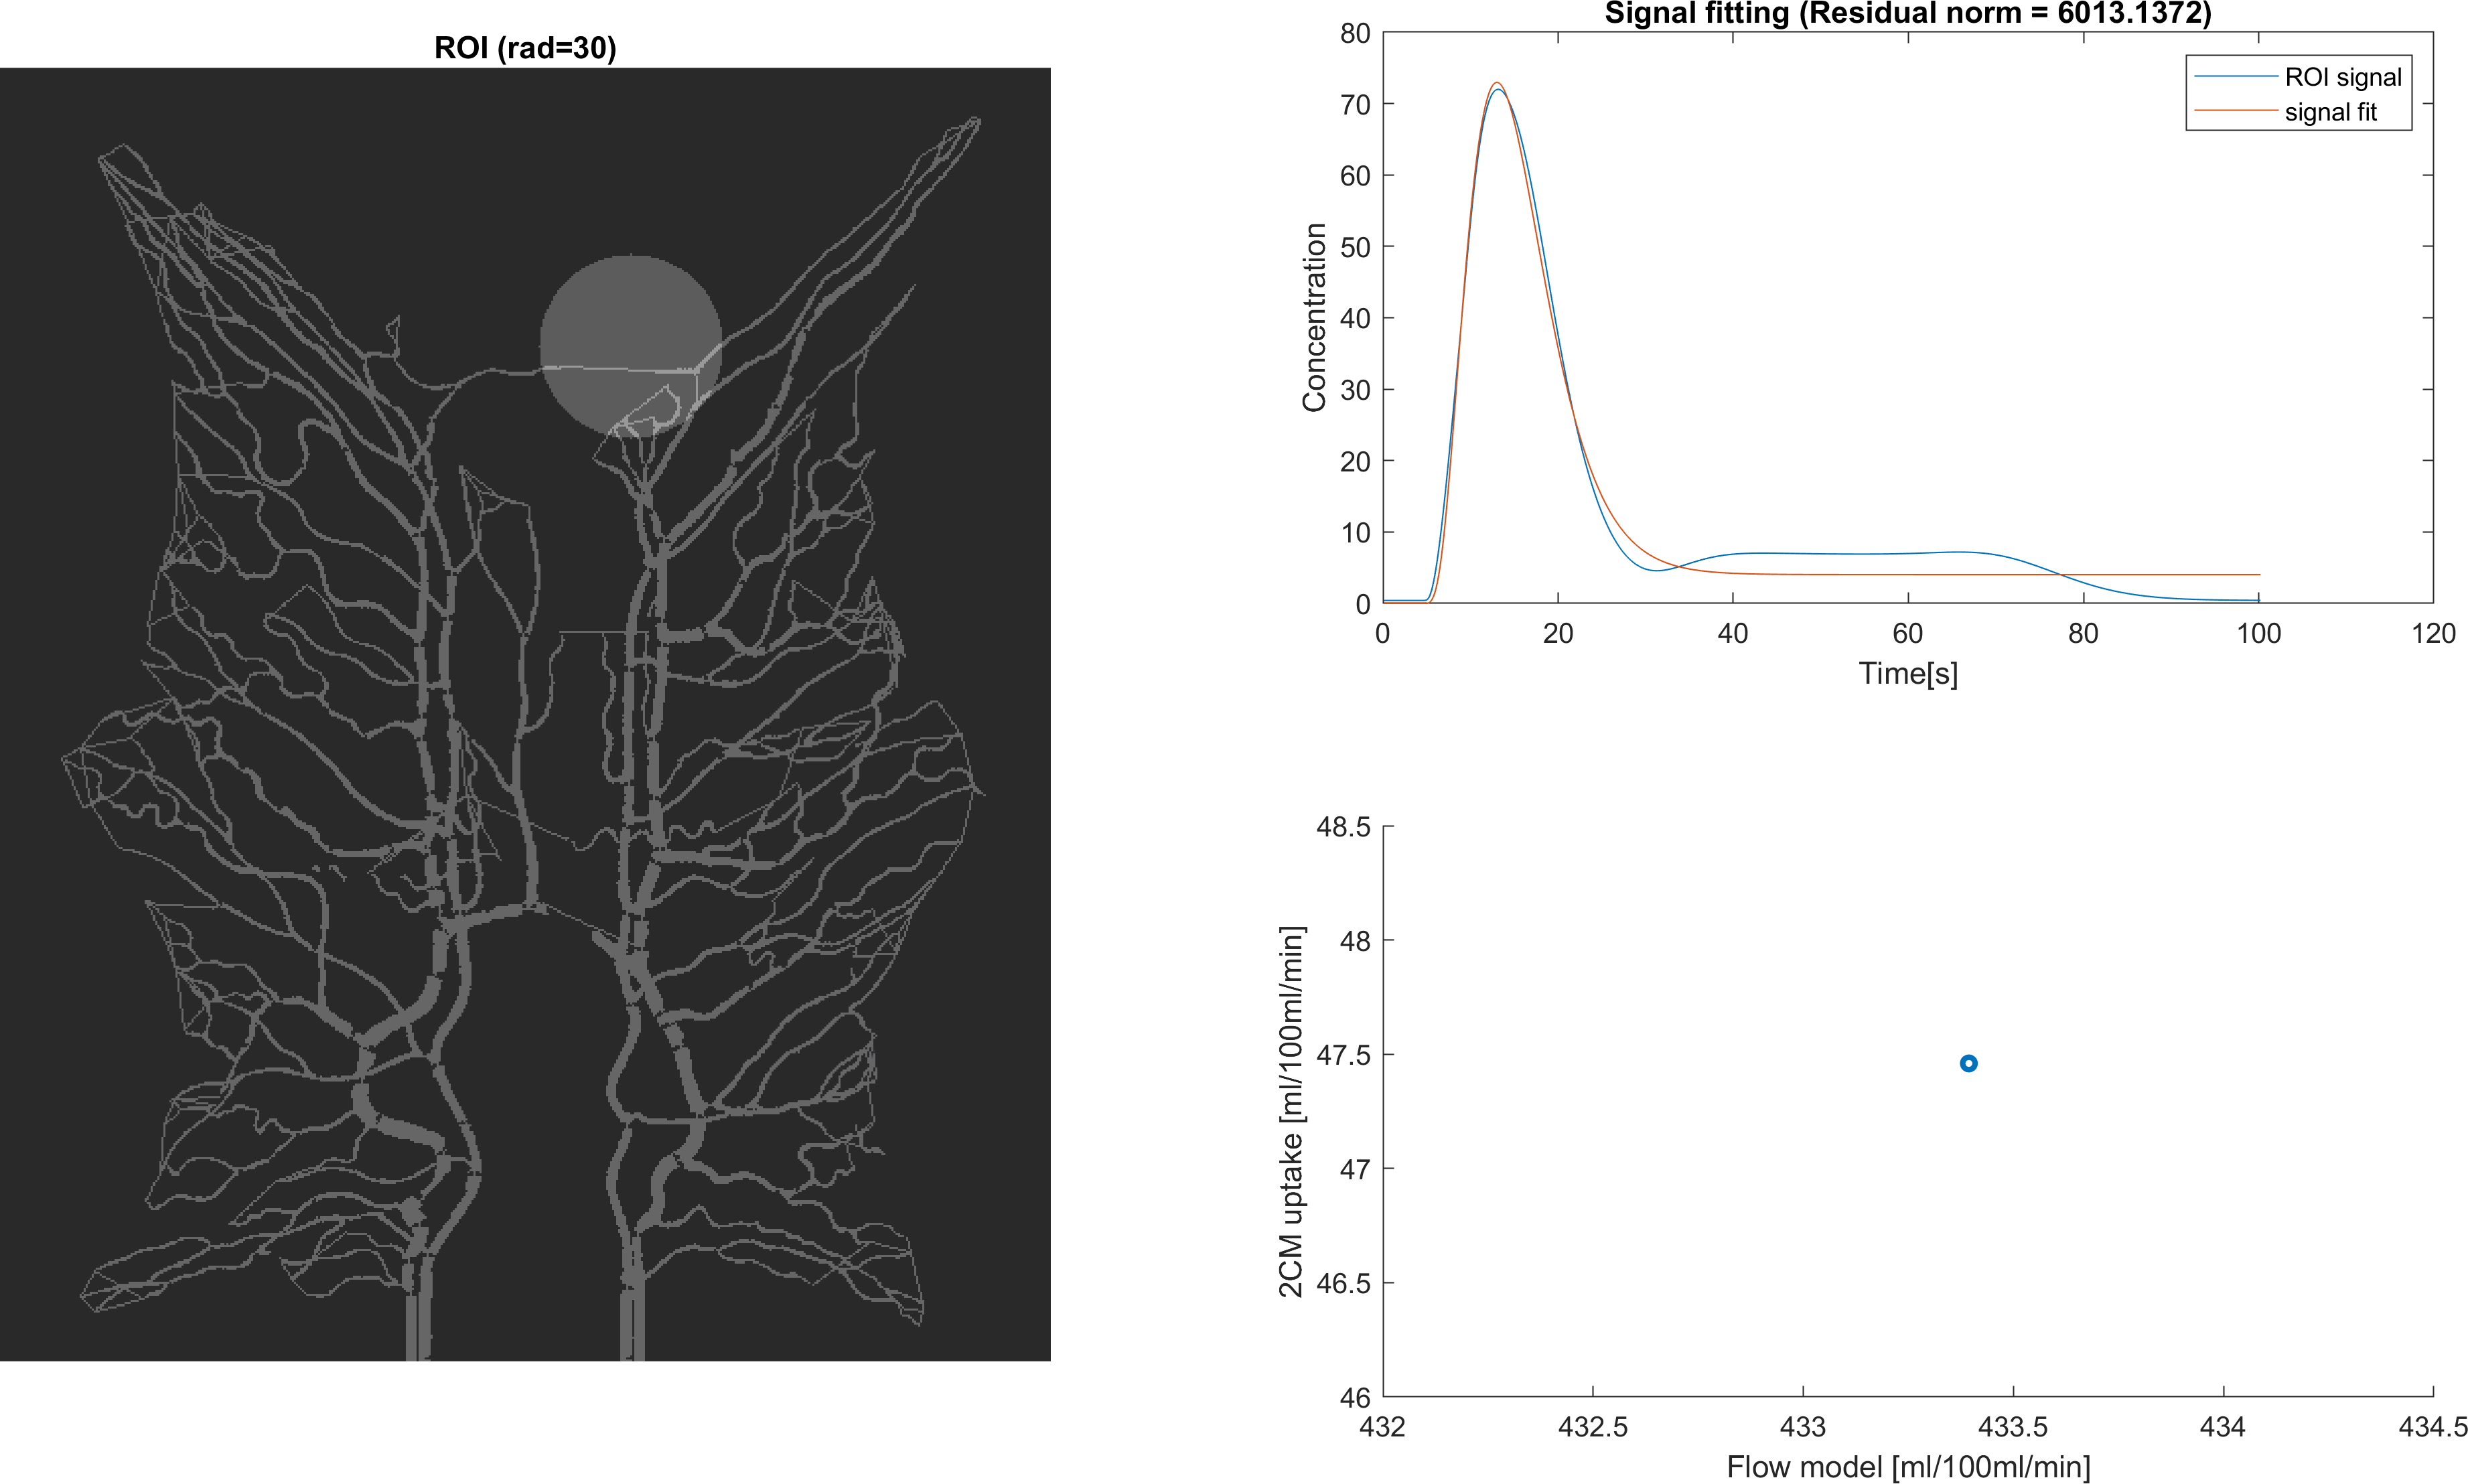 ROI (rad=30)
Signal fitting (Residual norm = 6013.1372)
80
70
60
50
40
30
20
10
0
Concentration
ROI signal
signal fit
0 20 40 60 80 100 120
Time[s]
48.5
48
47.5
47
46.5
46
2CM uptake [ml/100ml/min]
432 432.5 433 433.5 434 434.5
Flow model [ml/100ml/min]